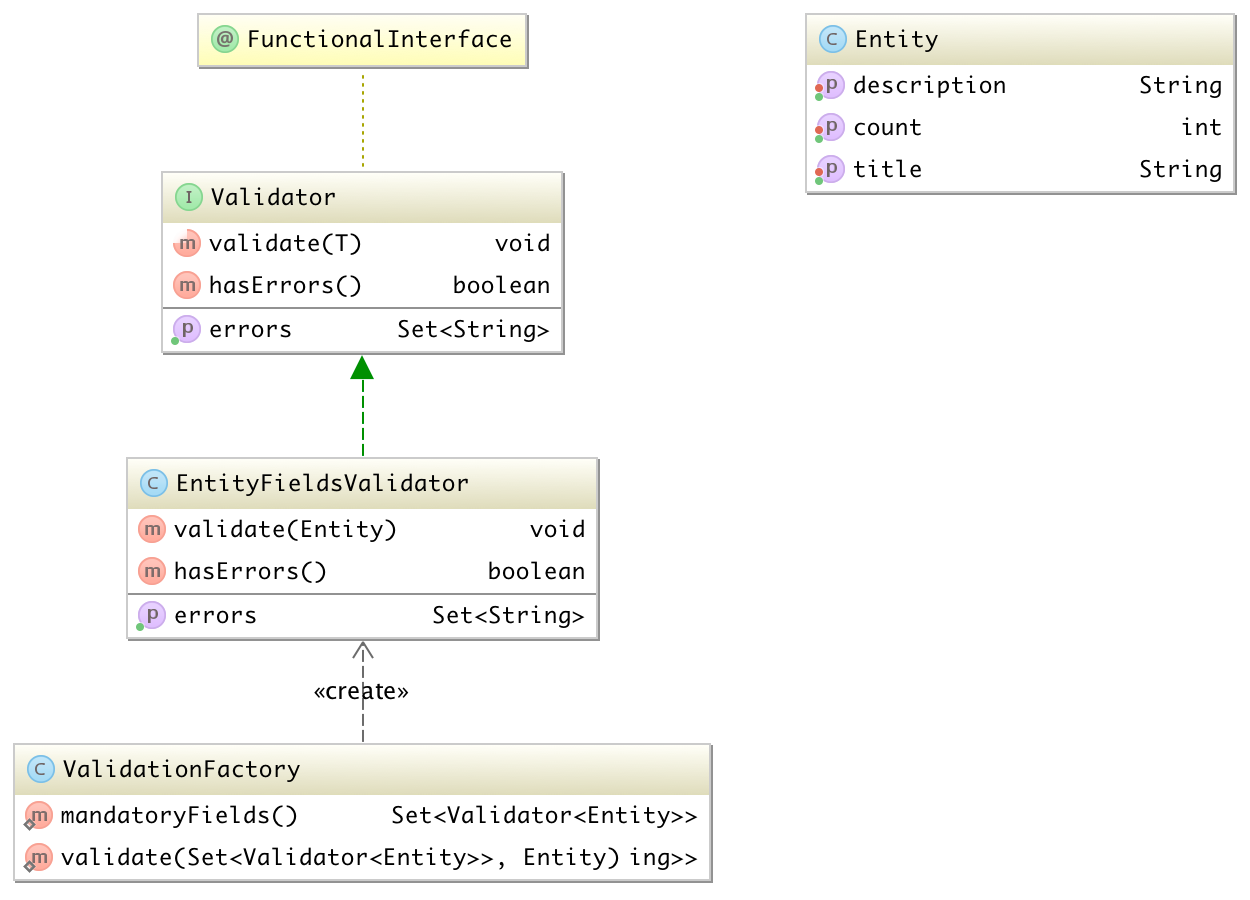 @ FunctionalInterface
I Validator
m validate(T) void
m hasErrors() boolean
p errors Set<String>
C EntityFieldsValidator
m validate(Entity) void
m hasErrors() boolean
p errors Set<String>
«create»
C ValidationFactory
m mandatoryFields() Set<Validator<Entity>>
m validate(Set<Validator<Entity>>, Entity) ing>>
C Entity
p description String
p count int
p title String